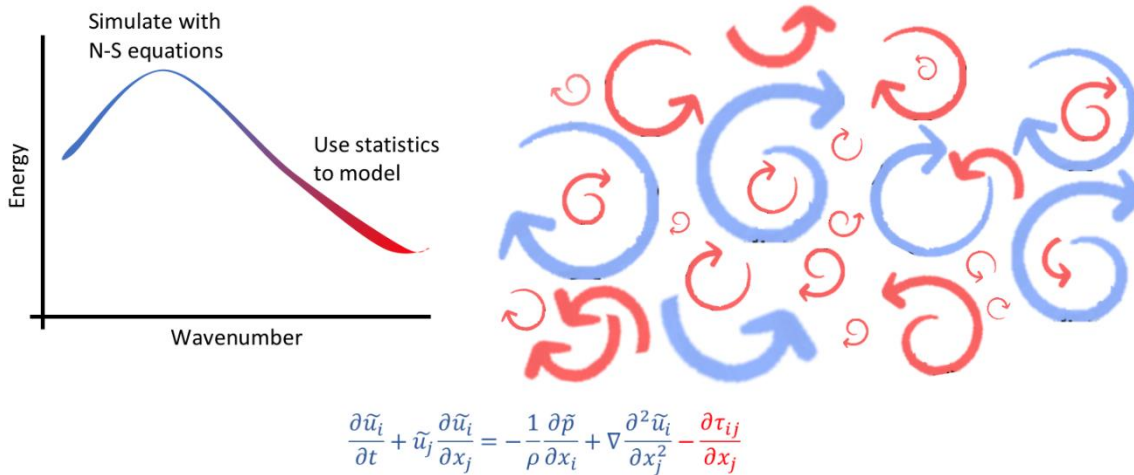 Simulate with
N-S equations
Use statistics
to model
Energy
Wavenumber
∂ũᵢ/∂t + ũⱼ ∂ũᵢ/∂xⱼ = −1/ρ ∂p̃/∂xᵢ + ∇ ∂²ũᵢ/∂xⱼ² − ∂τᵢⱼ/∂xⱼ